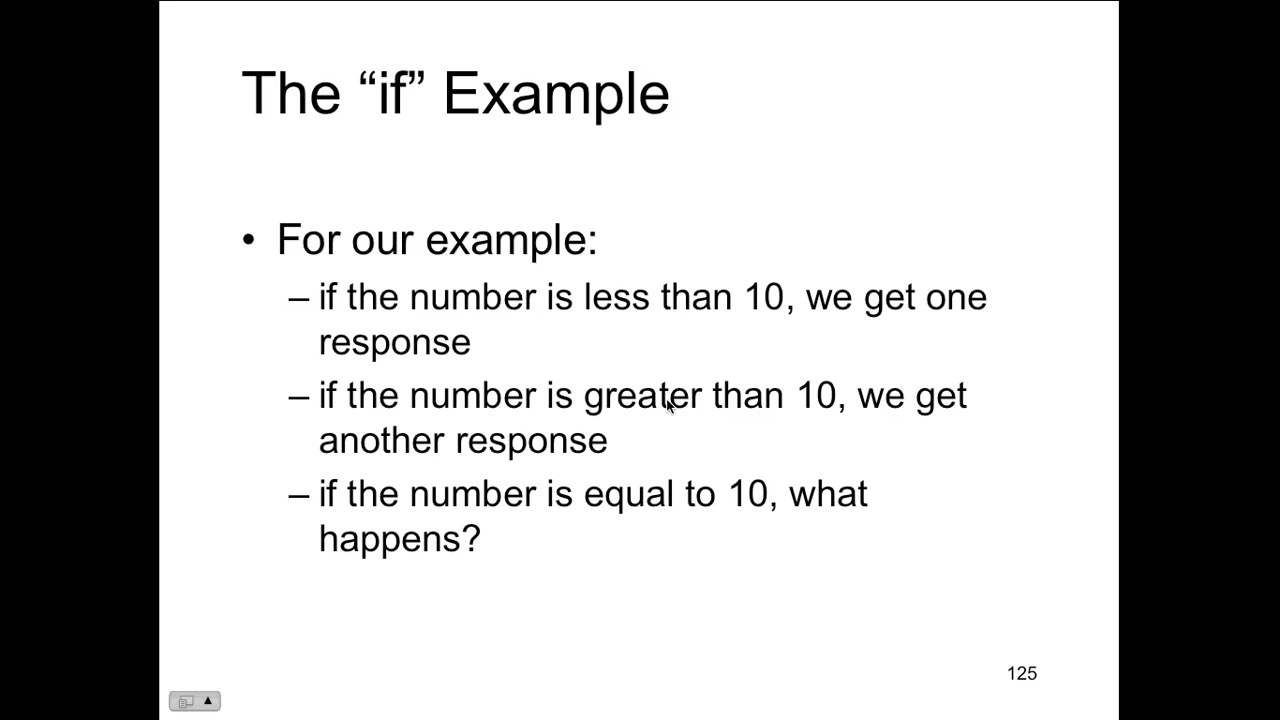 The “if” Example
• For our example:
– if the number is less than 10, we get one
response
– if the number is greater than 10, we get
another response
– if the number is equal to 10, what
happens?
125